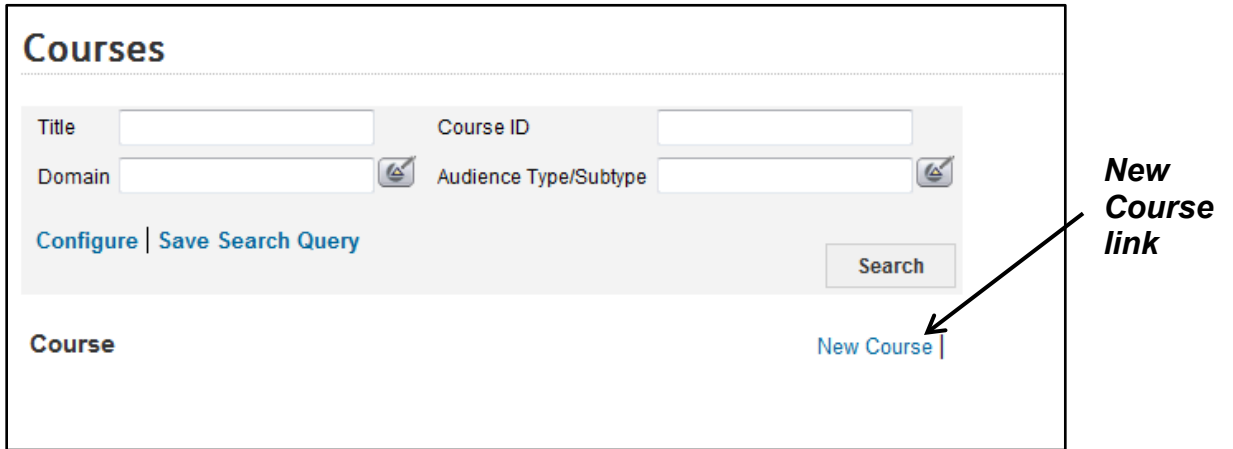 Courses
Title Course ID
Domain Audience Type/Subtype
Configure | Save Search Query
Search
Course New Course |
New
Course
link